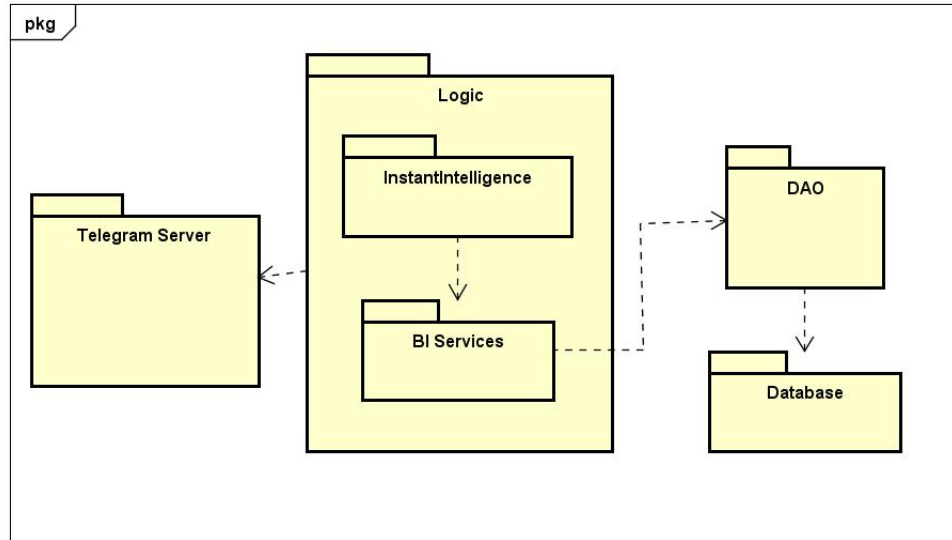 pkg
Logic
InstantIntelligence
DAO
Telegram Server
BI Services
Database